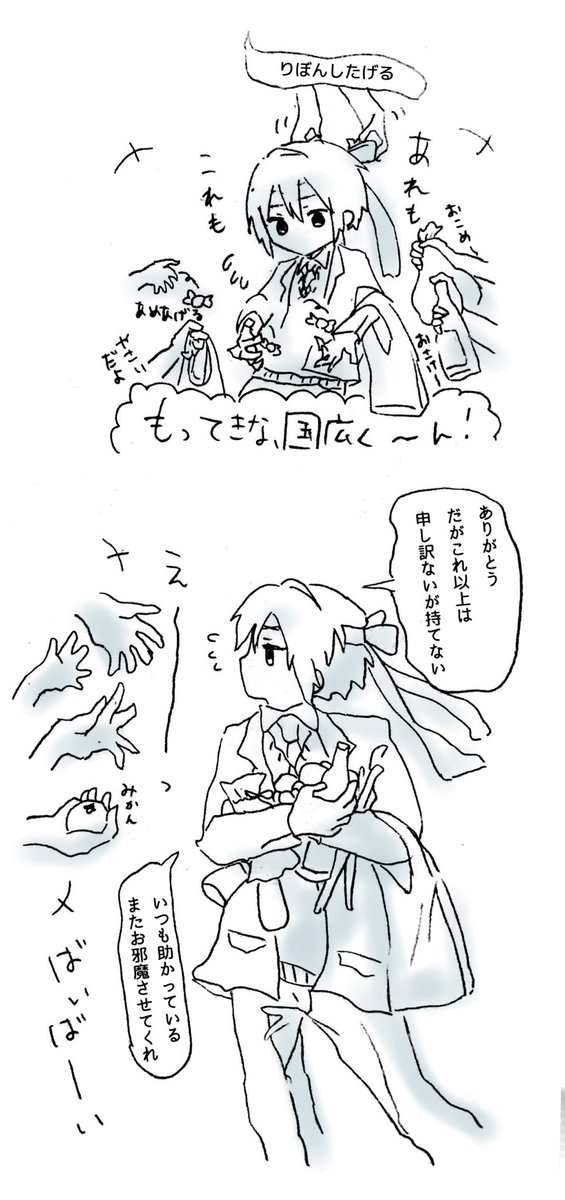 りぼんしたげる
あれも
これも
おこめ〜
おさけ〜
あめあげる
やさい
だよ
もってきな、国広く〜ん!
ありがとう
だがこれ以上は
申し訳ないが持てない
えーーっ
みかん
いつも助かっている
またお邪魔させてくれ
ばいばーい